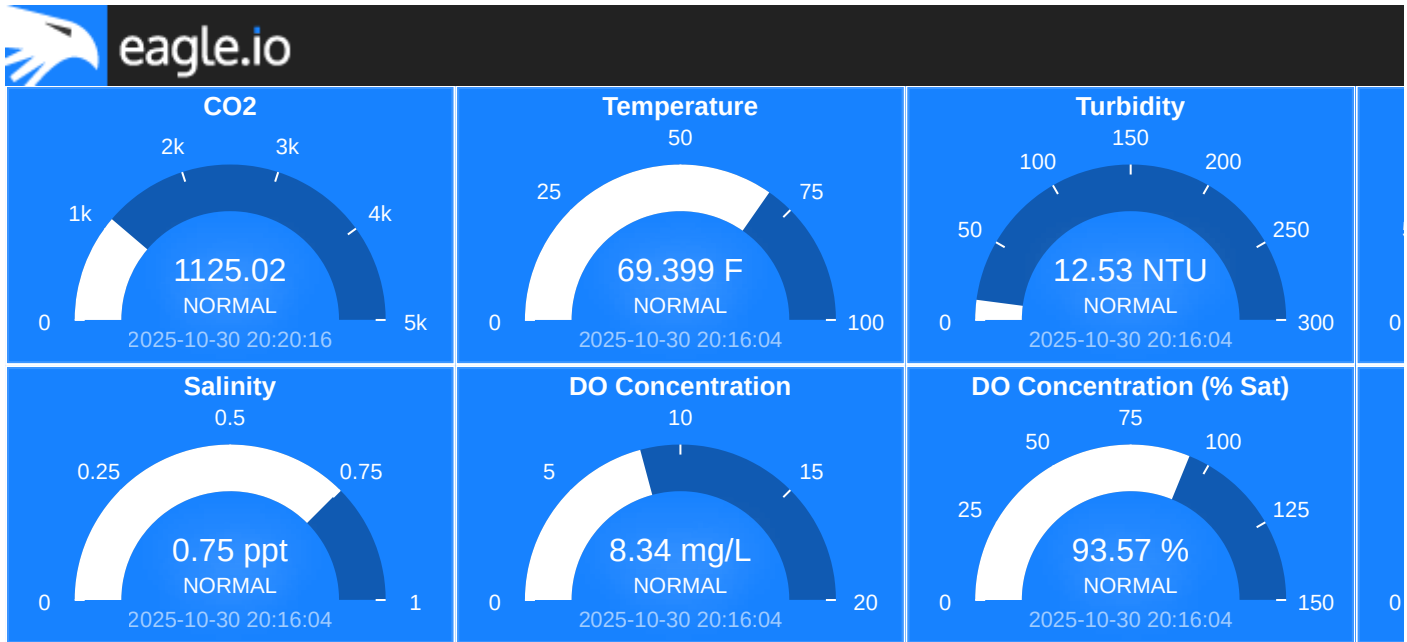 eagle.io
CO2
2k 3k
1k 4k
1125.02
NORMAL
0 5k
2025-10-30 20:20:16
Temperature
50
25 75
69.399 F
NORMAL
0 100
2025-10-30 20:16:04
Turbidity
150
100 200
50 250
12.53 NTU
NORMAL
0 300
2025-10-30 20:16:04
0
Salinity
0.5
0.25 0.75
0.75 ppt
NORMAL
0 1
2025-10-30 20:16:04
DO Concentration
10
5 15
8.34 mg/L
NORMAL
0 20
2025-10-30 20:16:04
DO Concentration (% Sat)
75
50 100
25 125
93.57 %
NORMAL
0 150
2025-10-30 20:16:04
0